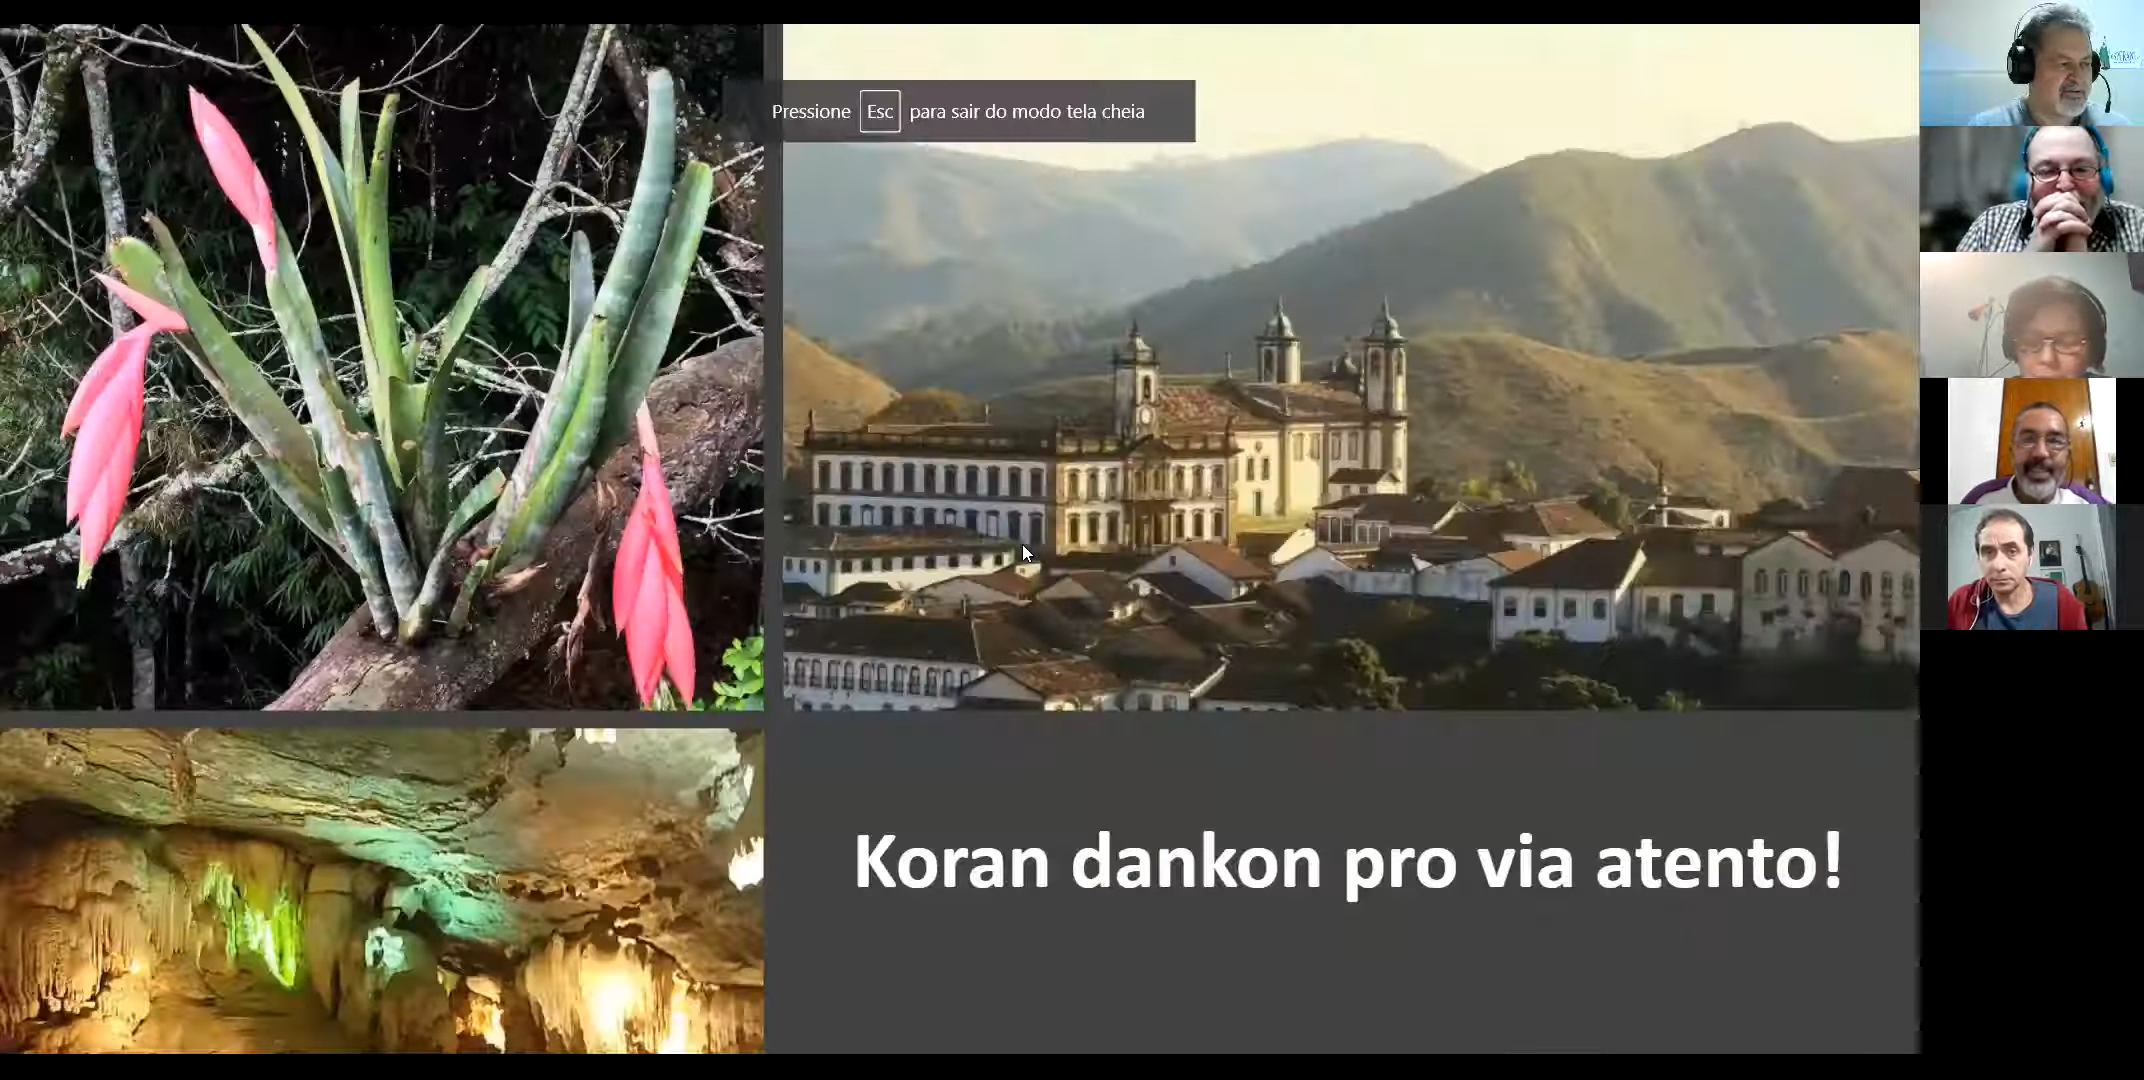 Pressione Esc para sair do modo tela cheia
Koran dankon pro via atento!